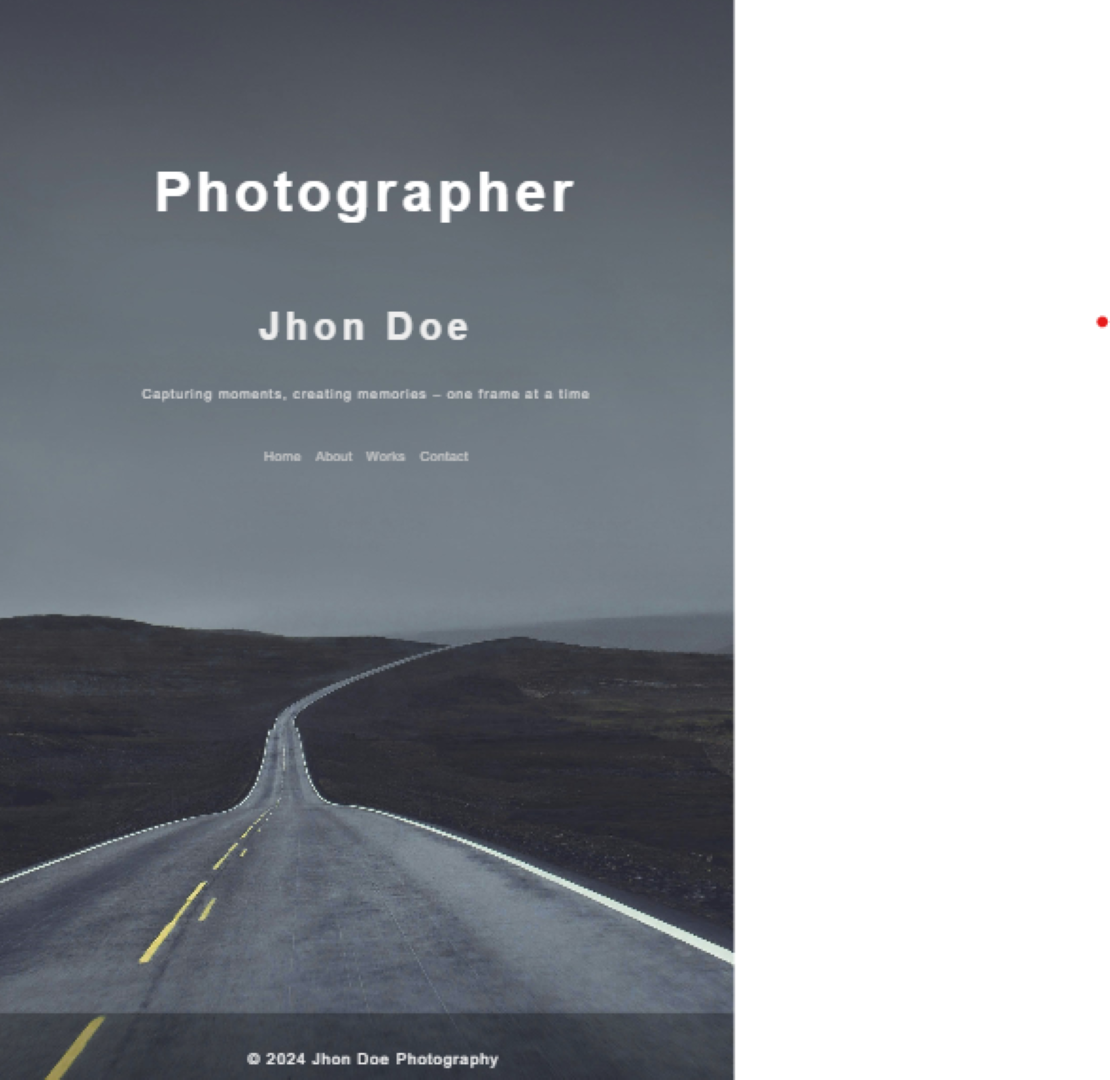 Photographer
Jhon Doe
Capturing moments, creating memories – one frame at a time
Home About Works Contact
© 2024 Jhon Doe Photography